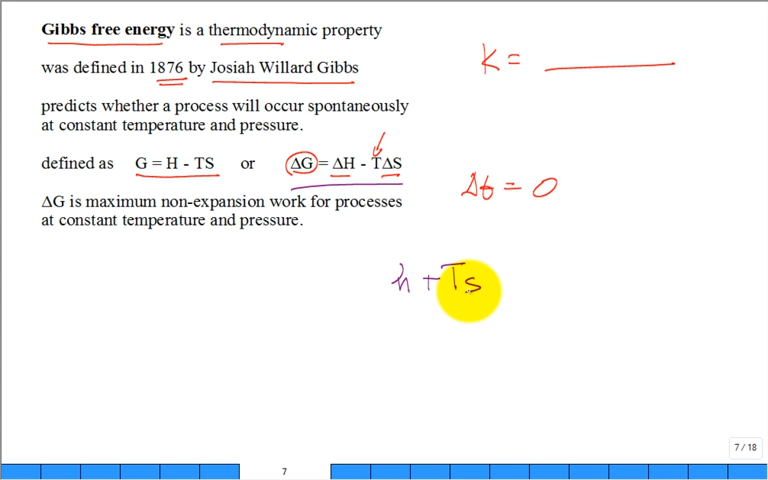 Gibbs free energy is a thermodynamic property
was defined in 1876 by Josiah Willard Gibbs
predicts whether a process will occur spontaneously
at constant temperature and pressure.
defined as G = H - TS or ΔG = ΔH - TΔS
ΔG is maximum non-expansion work for processes
at constant temperature and pressure.
K =
ΔG = 0
h + Ts
7 / 18
7